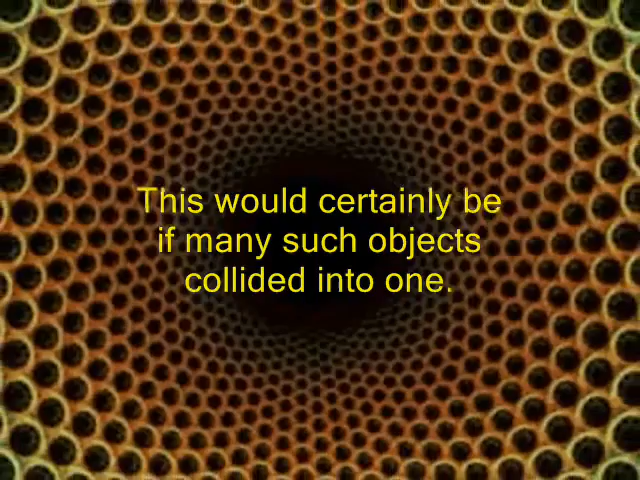 This would certainly be
if many such objects
collided into one.